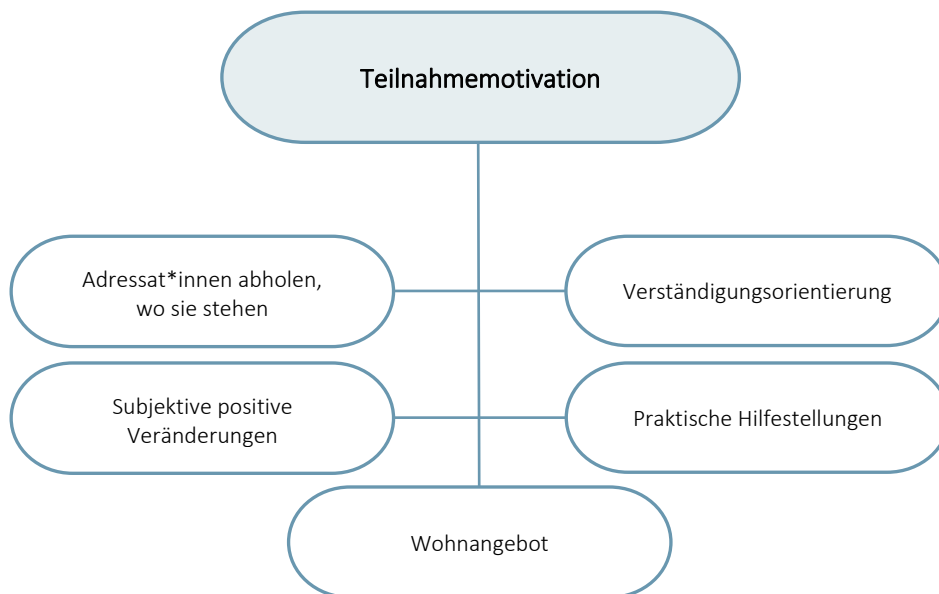 Teilnahmemotivation
Adressat*innen abholen,
wo sie stehen
Verständigungsorientierung
Subjektive positive
Veränderungen
Praktische Hilfestellungen
Wohnangebot